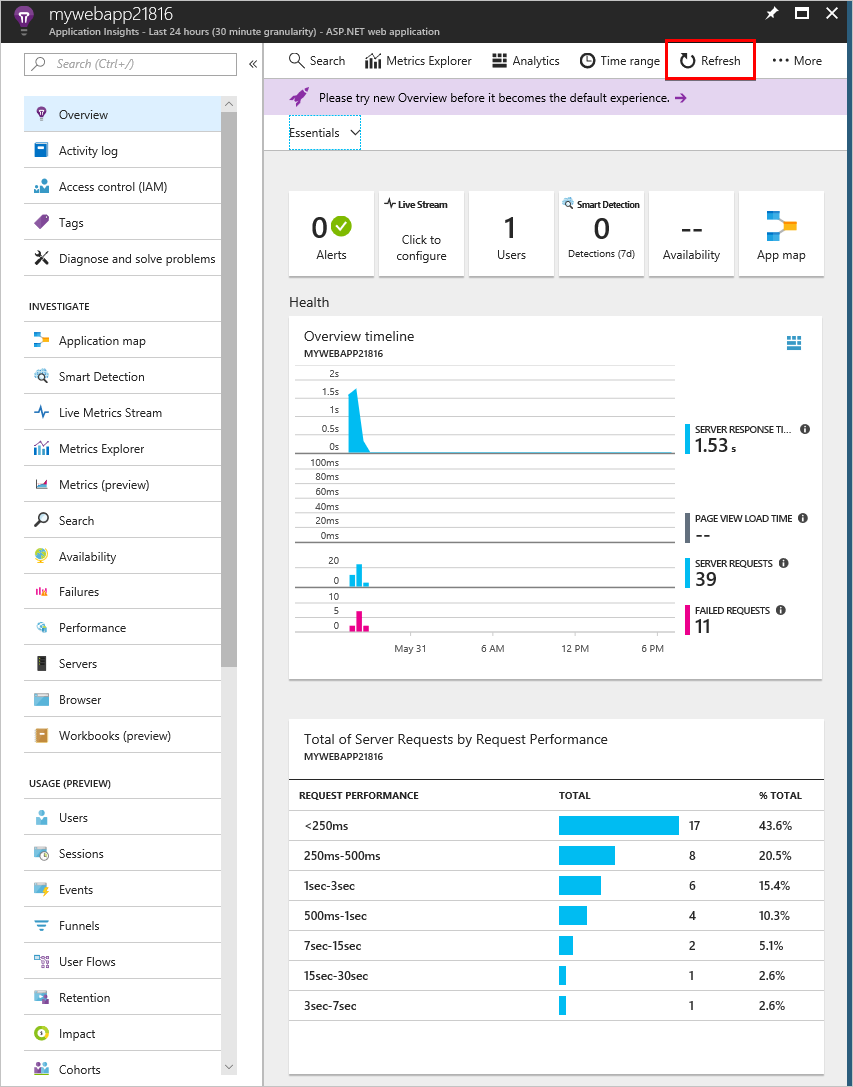 mywebapp21816
Application Insights - Last 24 hours (30 minute granularity) - ASP.NET web application
Search (Ctrl+/)
Overview
Activity log
Access control (IAM)
Tags
Diagnose and solve problems
INVESTIGATE
Application map
Smart Detection
Live Metrics Stream
Metrics Explorer
Metrics (preview)
Search
Availability
Failures
Performance
Servers
Browser
Workbooks (preview)
USAGE (PREVIEW)
Users
Sessions
Events
Funnels
User Flows
Retention
Impact
Cohorts
Search Metrics Explorer Analytics Time range Refresh More
Please try new Overview before it becomes the default experience.
Essentials
0
Alerts
Live Stream
Click to
configure
1
Users
Smart Detection
0
Detections (7d)
--
Availability
App map
Health
Overview timeline
MYWEBAPP21816
2s
1.5s
1s
0.5s
0s
SERVER RESPONSE TI...
1.53 s
100ms
80ms
60ms
40ms
20ms
0ms
PAGE VIEW LOAD TIME
--
20
0
SERVER REQUESTS
39
10
5
0
FAILED REQUESTS
11
May 31 6 AM 12 PM 6 PM
Total of Server Requests by Request Performance
MYWEBAPP21816
REQUEST PERFORMANCE TOTAL % TOTAL
<250ms 17 43.6%
250ms-500ms 8 20.5%
1sec-3sec 6 15.4%
500ms-1sec 4 10.3%
7sec-15sec 2 5.1%
15sec-30sec 1 2.6%
3sec-7sec 1 2.6%